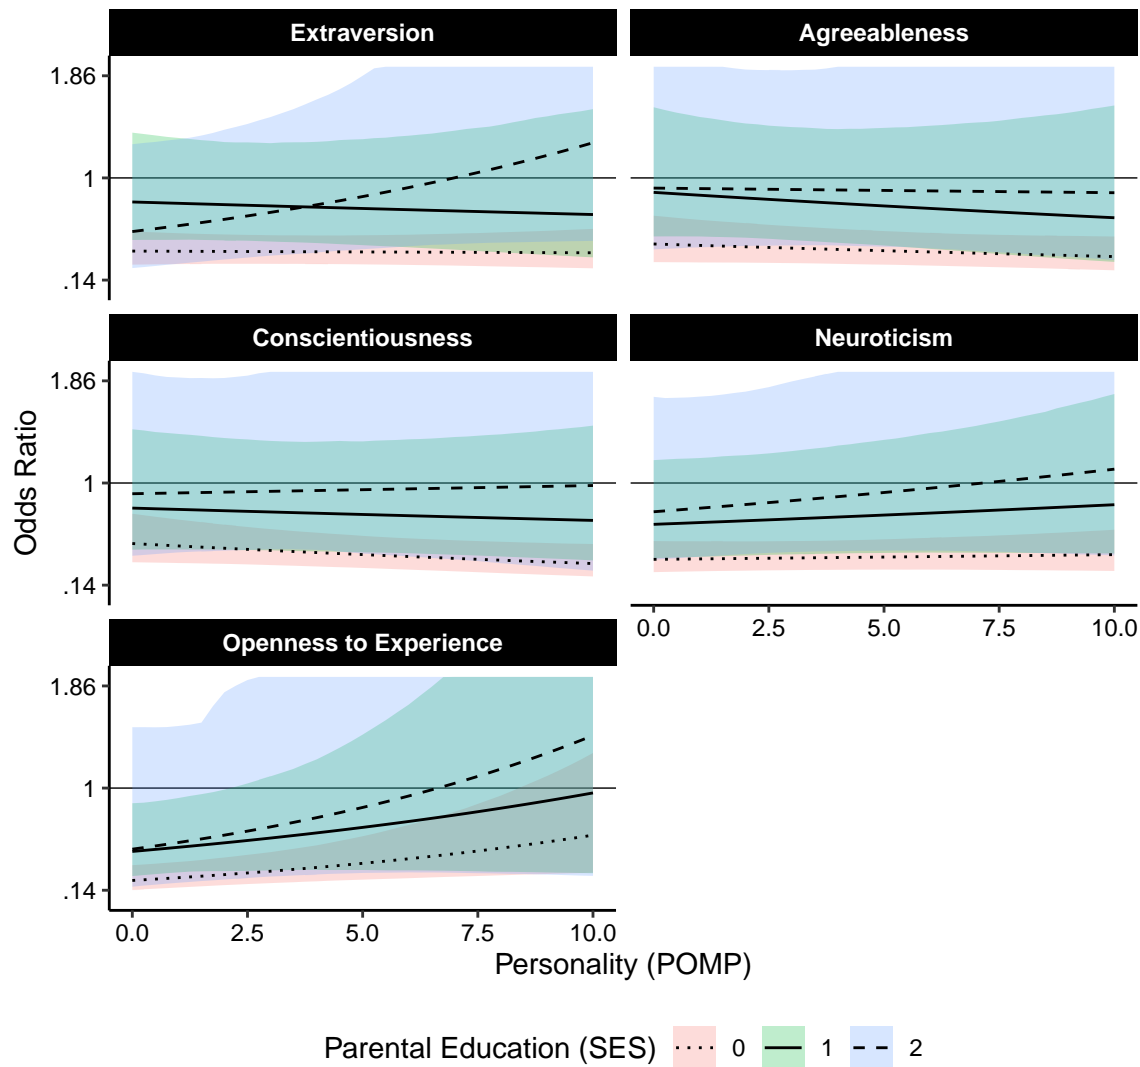 Extraversion
Agreeableness
1.86
1
.14
Conscientiousness
Neuroticism
1.86
1
.14
0.0 2.5 5.0 7.5 10.0
Openness to Experience
1.86
1
.14
0.0 2.5 5.0 7.5 10.0
Odds Ratio
Personality (POMP)
Parental Education (SES) 0 1 2